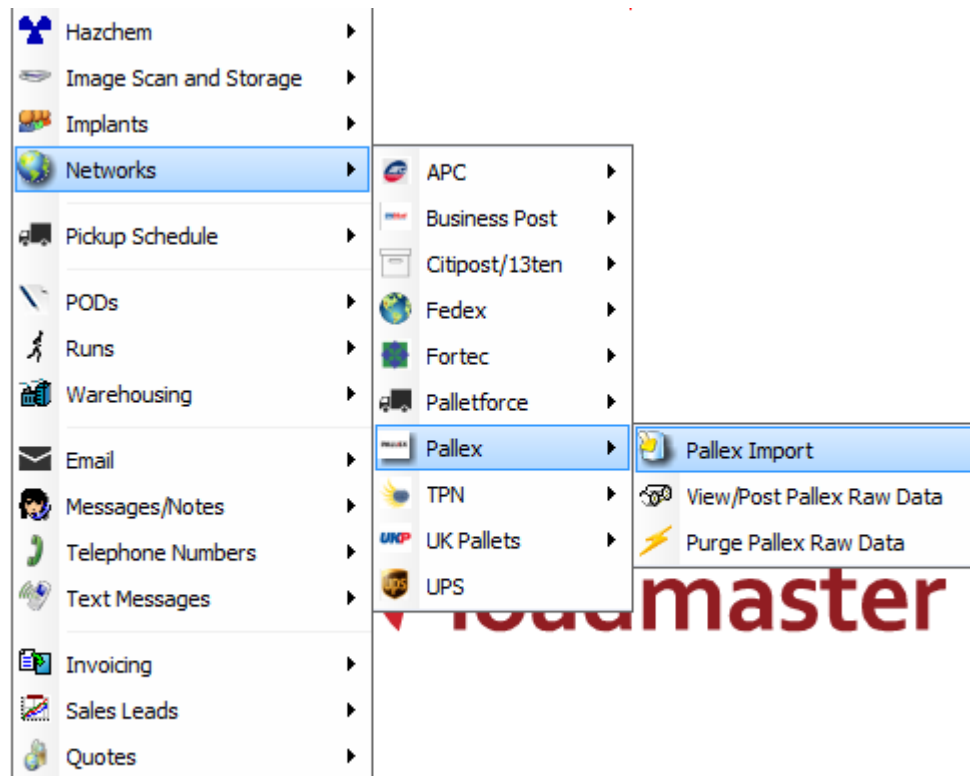 Hazchem
Image Scan and Storage
Implants
Networks
Pickup Schedule
PODs
Runs
Warehousing
Email
Messages/Notes
Telephone Numbers
Text Messages
Invoicing
Sales Leads
Quotes
APC
Business Post
Citipost/13ten
Fedex
Fortec
Palletforce
Pallex
TPN
UKP UK Pallets
ups UPS
Pallex Import
View/Post Pallex Raw Data
Purge Pallex Raw Data
loadmaster